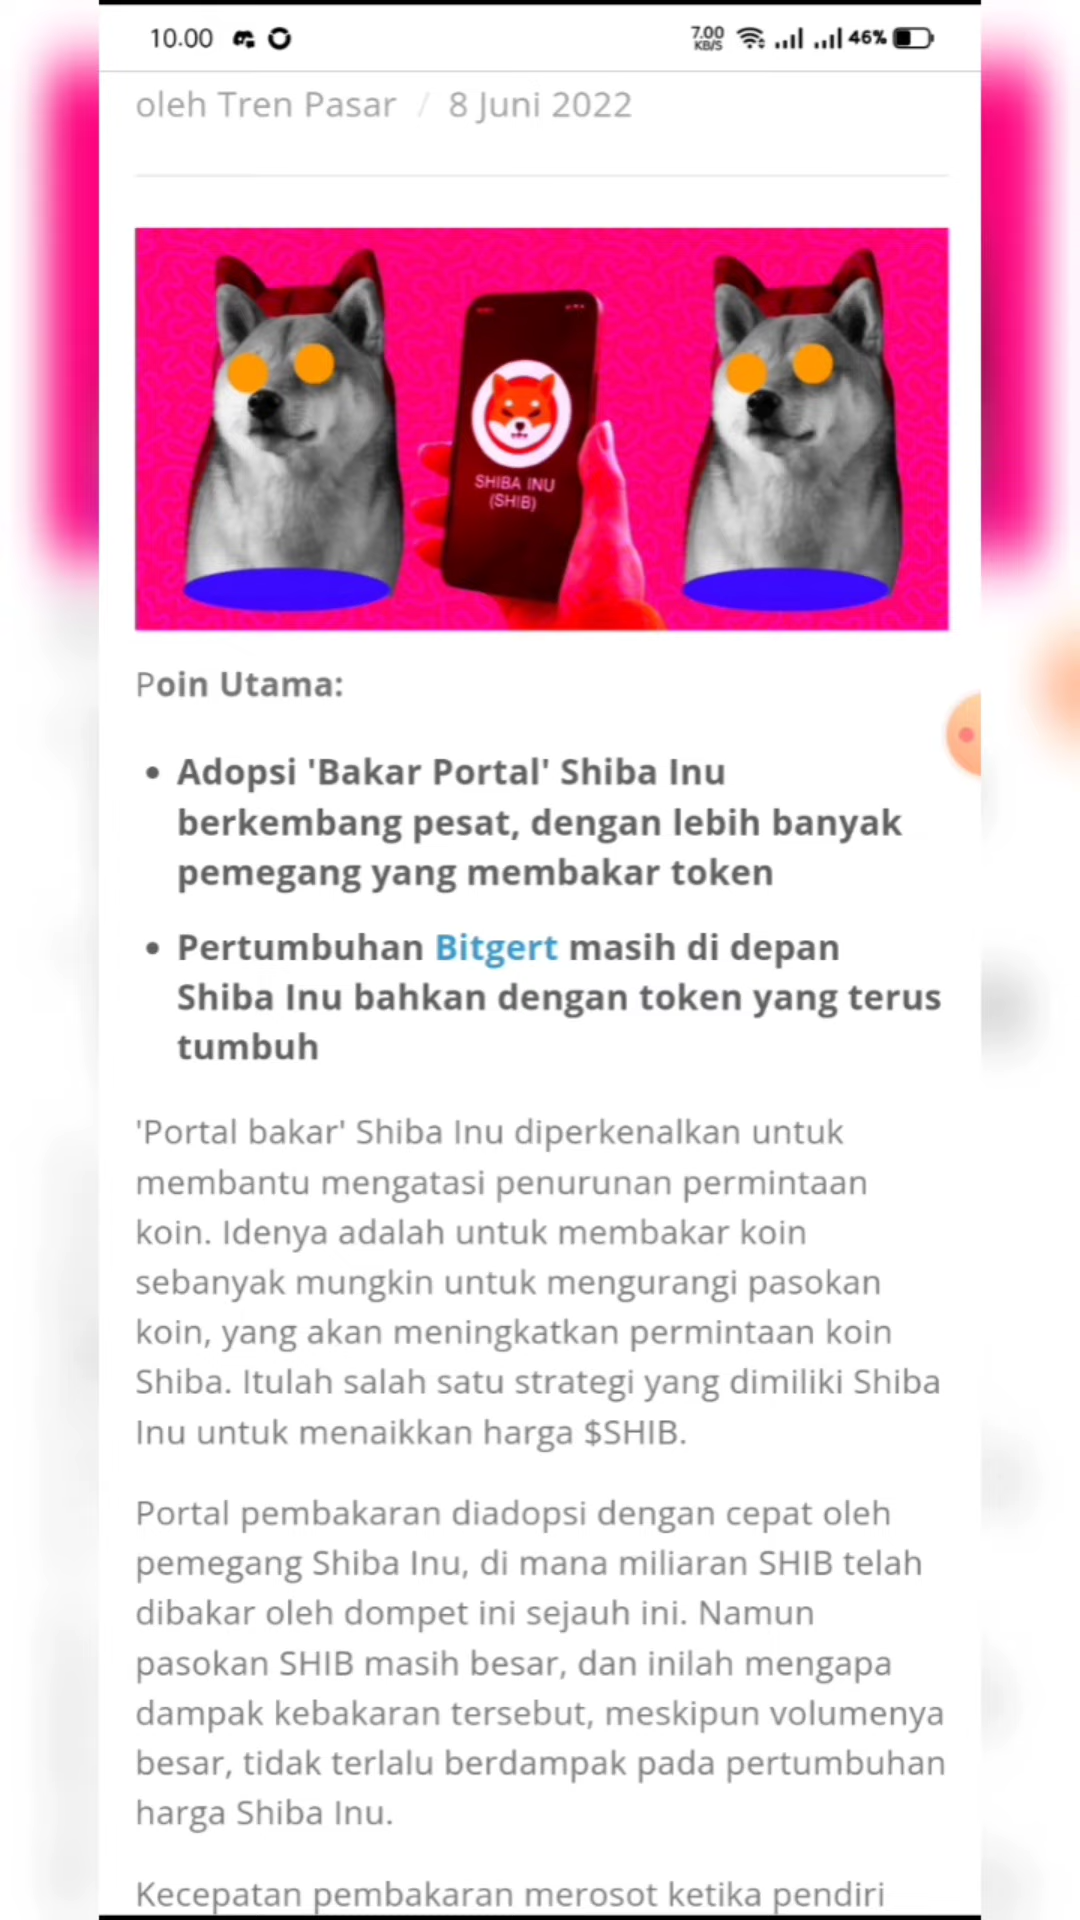 10.00
7.00
KB/S
46%
oleh Tren Pasar / 8 Juni 2022
SHIBA INU
(SHIB)
Poin Utama:
• Adopsi 'Bakar Portal' Shiba Inu
berkembang pesat, dengan lebih banyak
pemegang yang membakar token
• Pertumbuhan Bitgert masih di depan
Shiba Inu bahkan dengan token yang terus
tumbuh
'Portal bakar' Shiba Inu diperkenalkan untuk
membantu mengatasi penurunan permintaan
koin. Idenya adalah untuk membakar koin
sebanyak mungkin untuk mengurangi pasokan
koin, yang akan meningkatkan permintaan koin
Shiba. Itulah salah satu strategi yang dimiliki Shiba
Inu untuk menaikkan harga $SHIB.
Portal pembakaran diadopsi dengan cepat oleh
pemegang Shiba Inu, di mana miliaran SHIB telah
dibakar oleh dompet ini sejauh ini. Namun
pasokan SHIB masih besar, dan inilah mengapa
dampak kebakaran tersebut, meskipun volumenya
besar, tidak terlalu berdampak pada pertumbuhan
harga Shiba Inu.
Kecepatan pembakaran merosot ketika pendiri